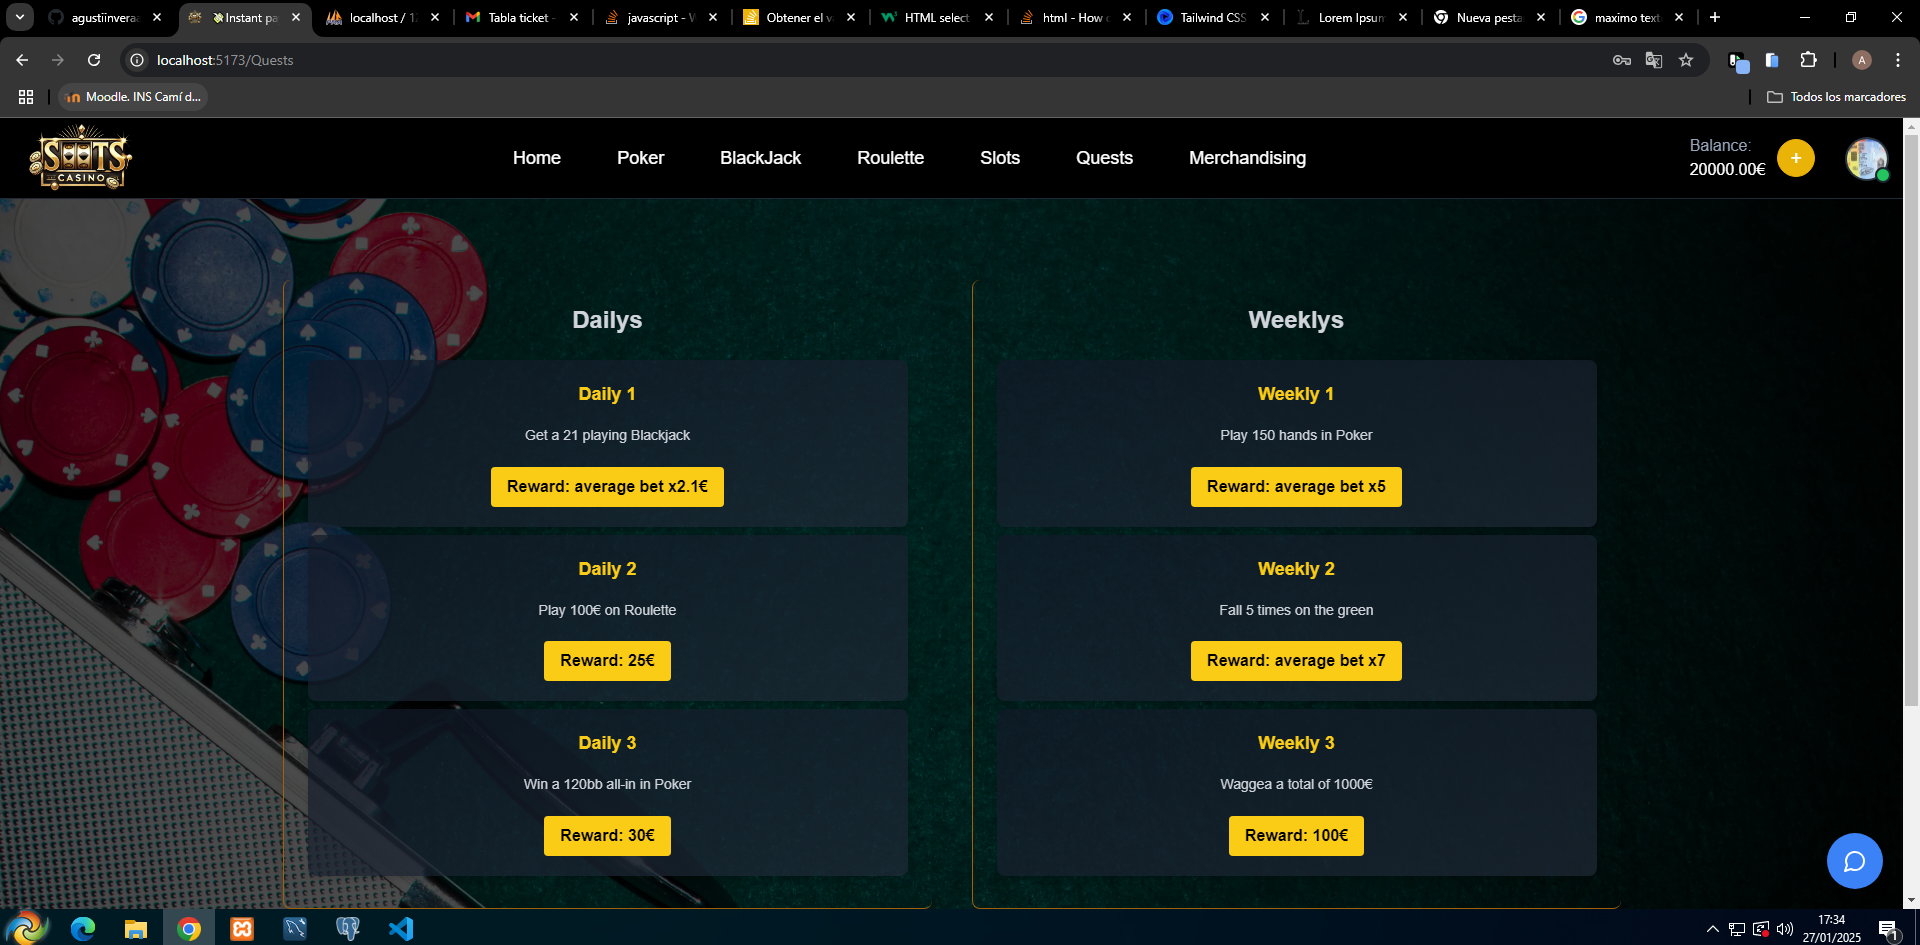 agustiinveraa
Instant pa
localhost / 12
Tabla ticket -
javascript - W
Obtener el va
HTML select
html - How c
Tailwind CSS
Lorem Ipsum
Nueva pesta
maximo text
localhost:5173/Quests
A
Moodle. INS Camí d...
Todos los marcadores
SLOTS
CASINO
Home
Poker
BlackJack
Roulette
Slots
Quests
Merchandising
Balance:
20000.00€
+
Dailys
Weeklys
Daily 1
Get a 21 playing Blackjack
Reward: average bet x2.1€
Weekly 1
Play 150 hands in Poker
Reward: average bet x5
Daily 2
Play 100€ on Roulette
Reward: 25€
Weekly 2
Fall 5 times on the green
Reward: average bet x7
Daily 3
Win a 120bb all-in in Poker
Reward: 30€
Weekly 3
Waggea a total of 1000€
Reward: 100€
17:34
27/01/2025
1